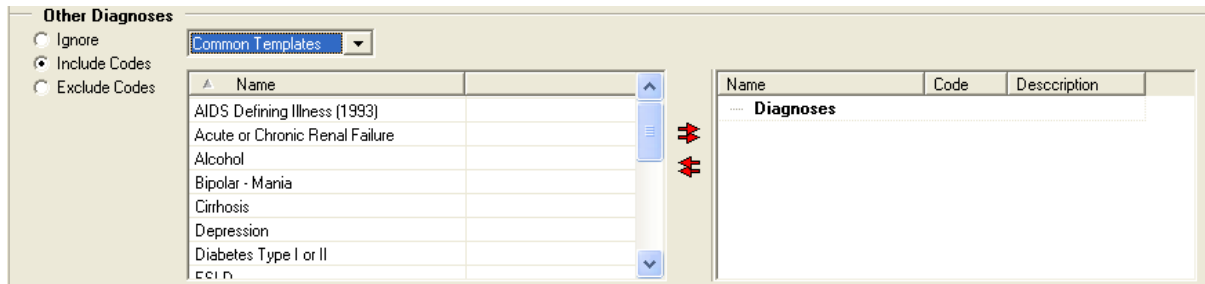 Other Diagnoses
Ignore
Include Codes
Exclude Codes
Common Templates
Name
AIDS Defining Illness (1993)
Acute or Chronic Renal Failure
Alcohol
Bipolar - Mania
Cirrhosis
Depression
Diabetes Type I or II
ESLD
Name Code Desccription
Diagnoses